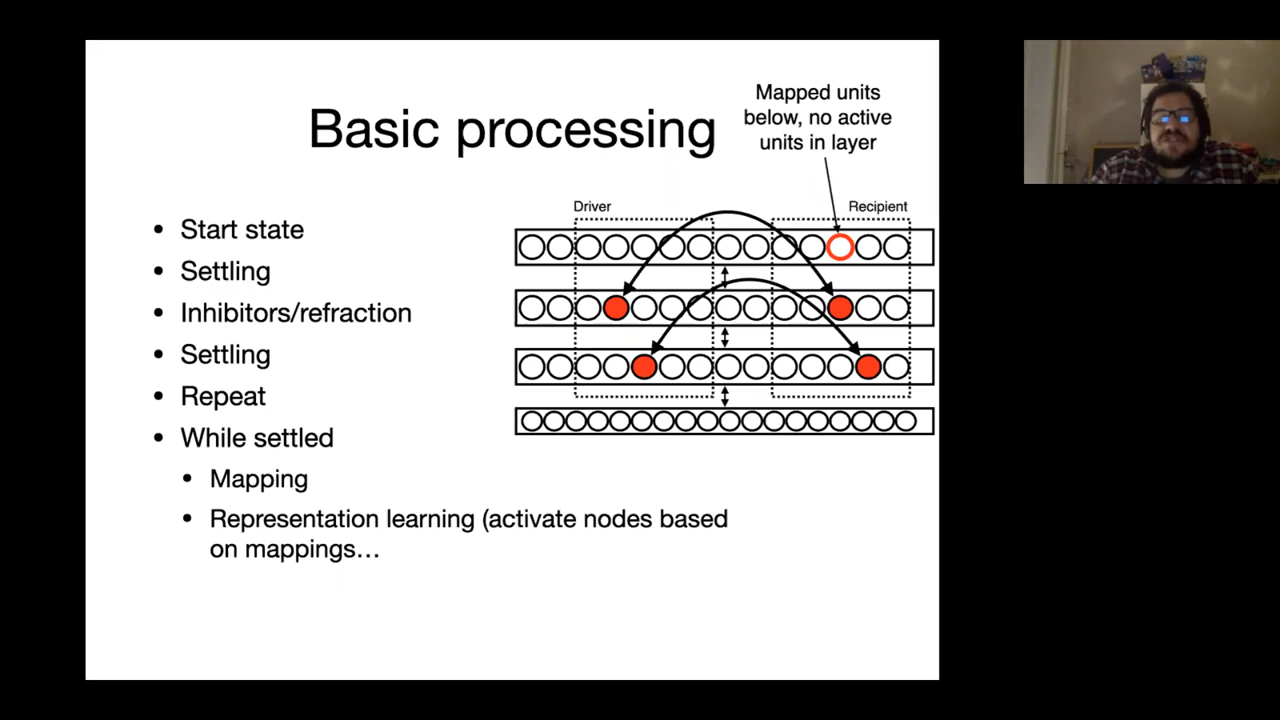 Basic processing
Mapped units
below, no active
units in layer
Driver
Recipient
• Start state
• Settling
• Inhibitors/refraction
• Settling
• Repeat
• While settled
• Mapping
• Representation learning (activate nodes based
on mappings…